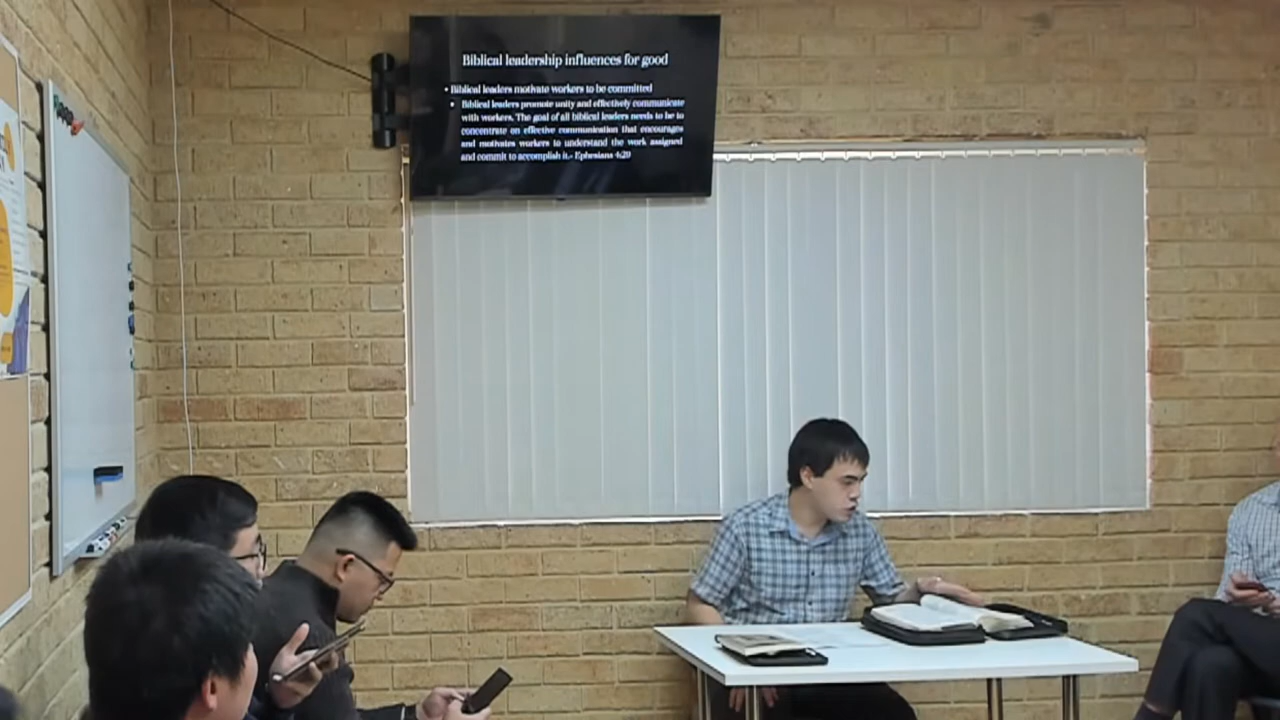 Biblical leadership influences for good
• Biblical leaders motivate workers to be committed
• Biblical leaders promote unity and effectively communicate
with workers. The goal of all biblical leaders needs to be to
concentrate on effective communication that encourages
and motivates workers to understand the work assigned
and commit to accomplish it.- Ephesians 4:29